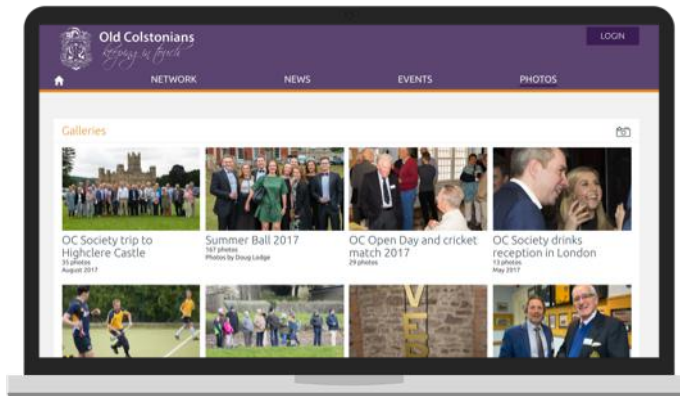 Old Colstonians
keeping in touch
LOGIN
NETWORK
NEWS
EVENTS
PHOTOS
Galleries
OC Society trip to
Highclere Castle
35 photos
August 2017
Summer Ball 2017
167 photos
Photos by Doug Lodge
OC Open Day and cricket
match 2017
29 photos
OC Society drinks
reception in London
13 photos
May 2017